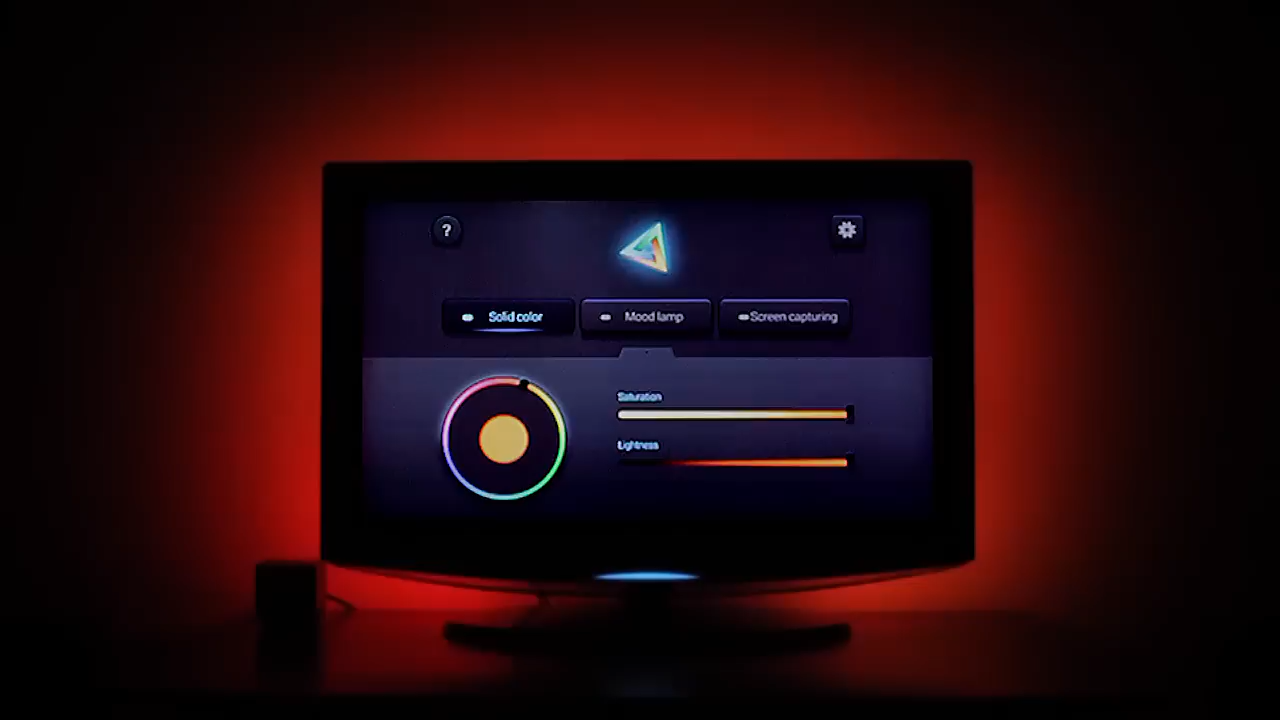 ?
Solid color
Mood lamp
Screen capturing
Saturation
Lightness